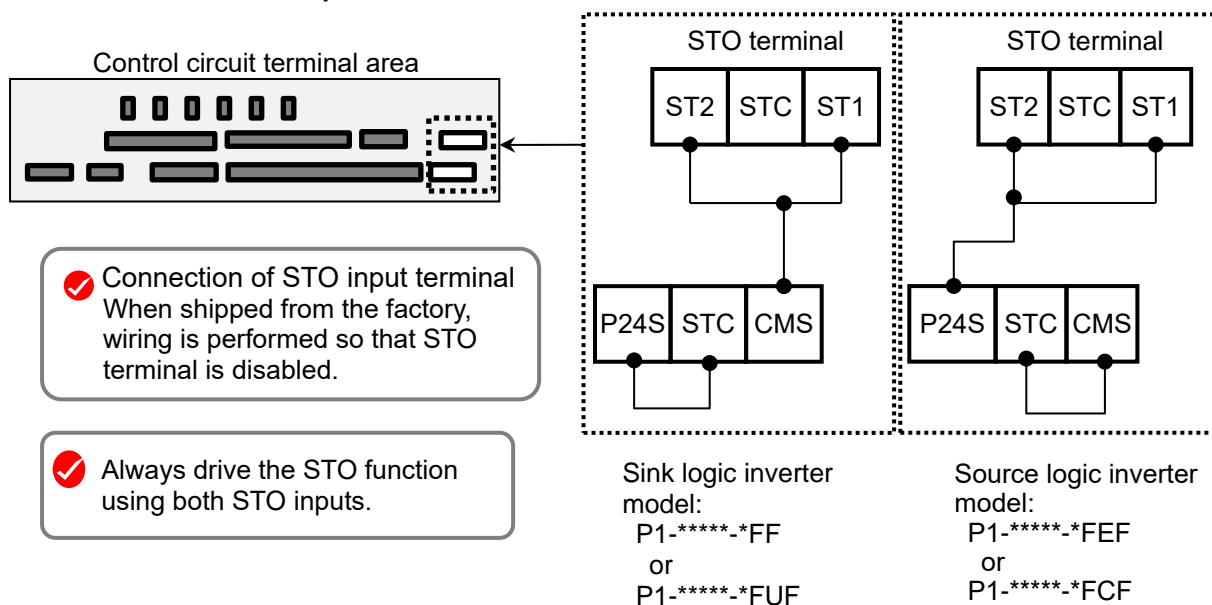 Control circuit terminal area
Connection of STO input terminal
When shipped from the factory,
wiring is performed so that STO
terminal is disabled.
Always drive the STO function
using both STO inputs.
STO terminal
ST2 STC ST1
P24S STC CMS
Sink logic inverter
model:
P1-*****-*FF
or
P1-*****-*FUF
STO terminal
ST2 STC ST1
P24S STC CMS
Source logic inverter
model:
P1-*****-*FEF
or
P1-*****-*FCF